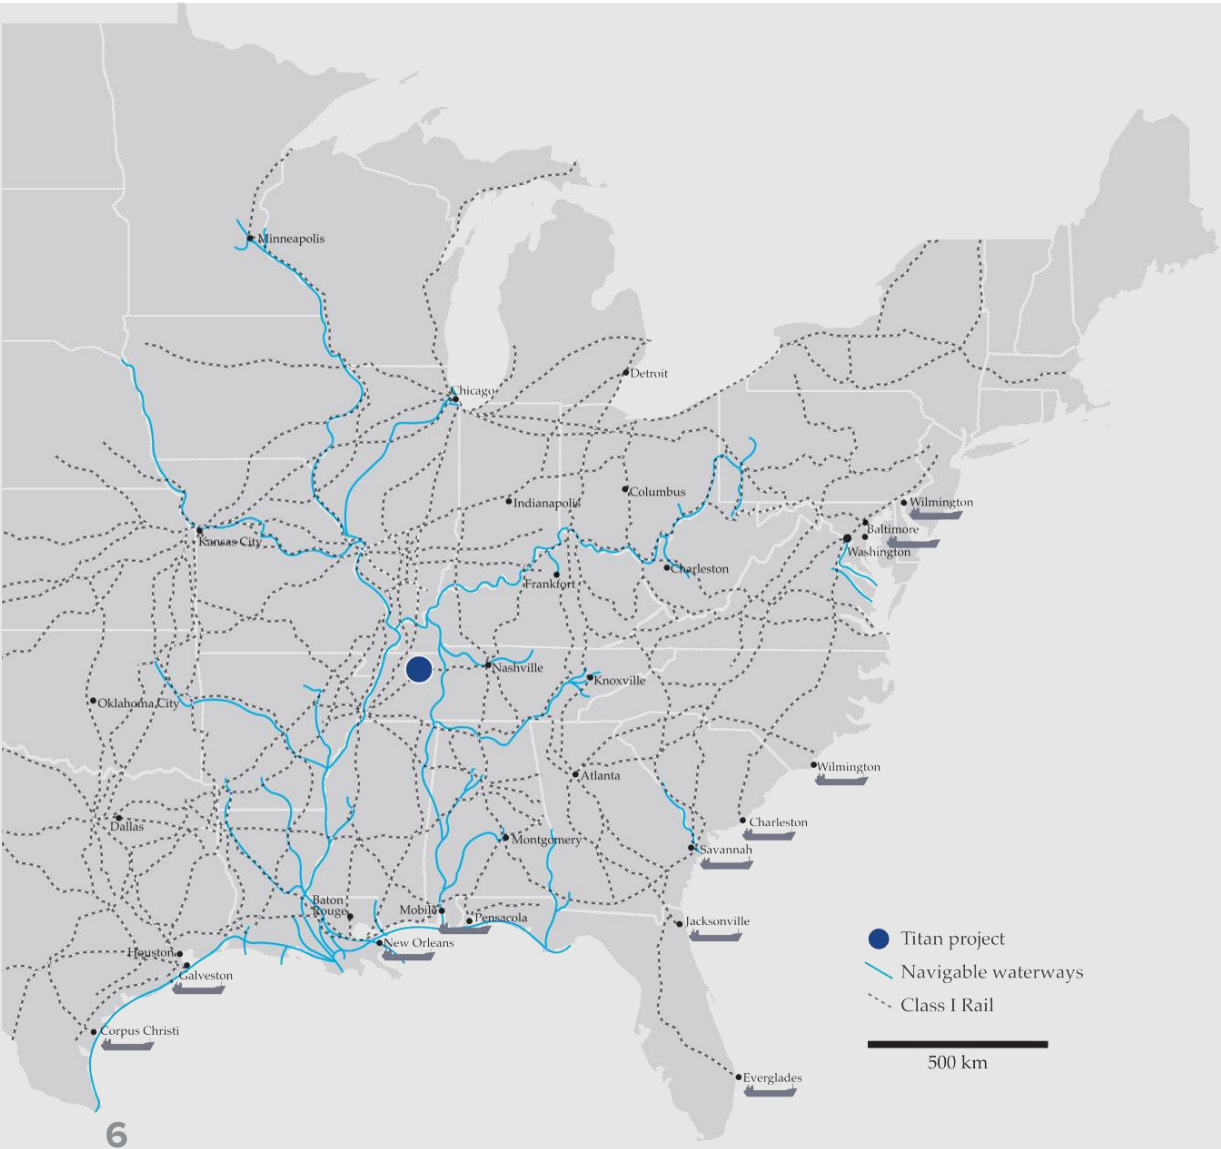 Minneapolis
Chicago
Detroit
Indianapolis
Columbus
Wilmington
Baltimore
Washington
Kansas City
Frankfort
Charleston
Nashville
Knoxville
Oklahoma City
Atlanta
Wilmington
Dallas
Montgomery
Charleston
Savannah
Baton
Rouge
Mobile
Pensacola
Jacksonville
New Orleans
Houston
Galveston
Corpus Christi
Everglades
Titan project
Navigable waterways
Class I Rail
500 km
6